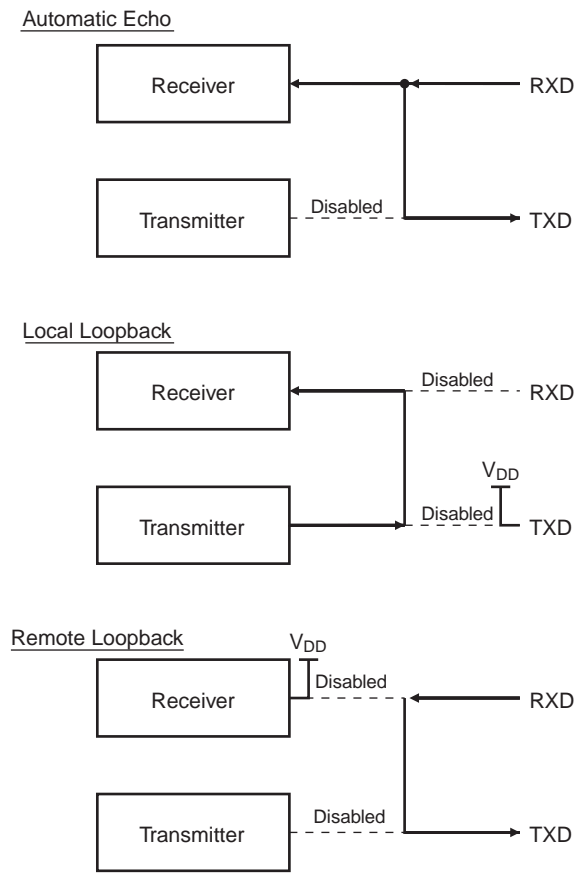 Automatic Echo
Receiver
RXD
Transmitter
Disabled
TXD
Local Loopback
Receiver
Disabled
RXD
VDD
Transmitter
Disabled
TXD
Remote Loopback
VDD
Receiver
Disabled
RXD
Transmitter
Disabled
TXD